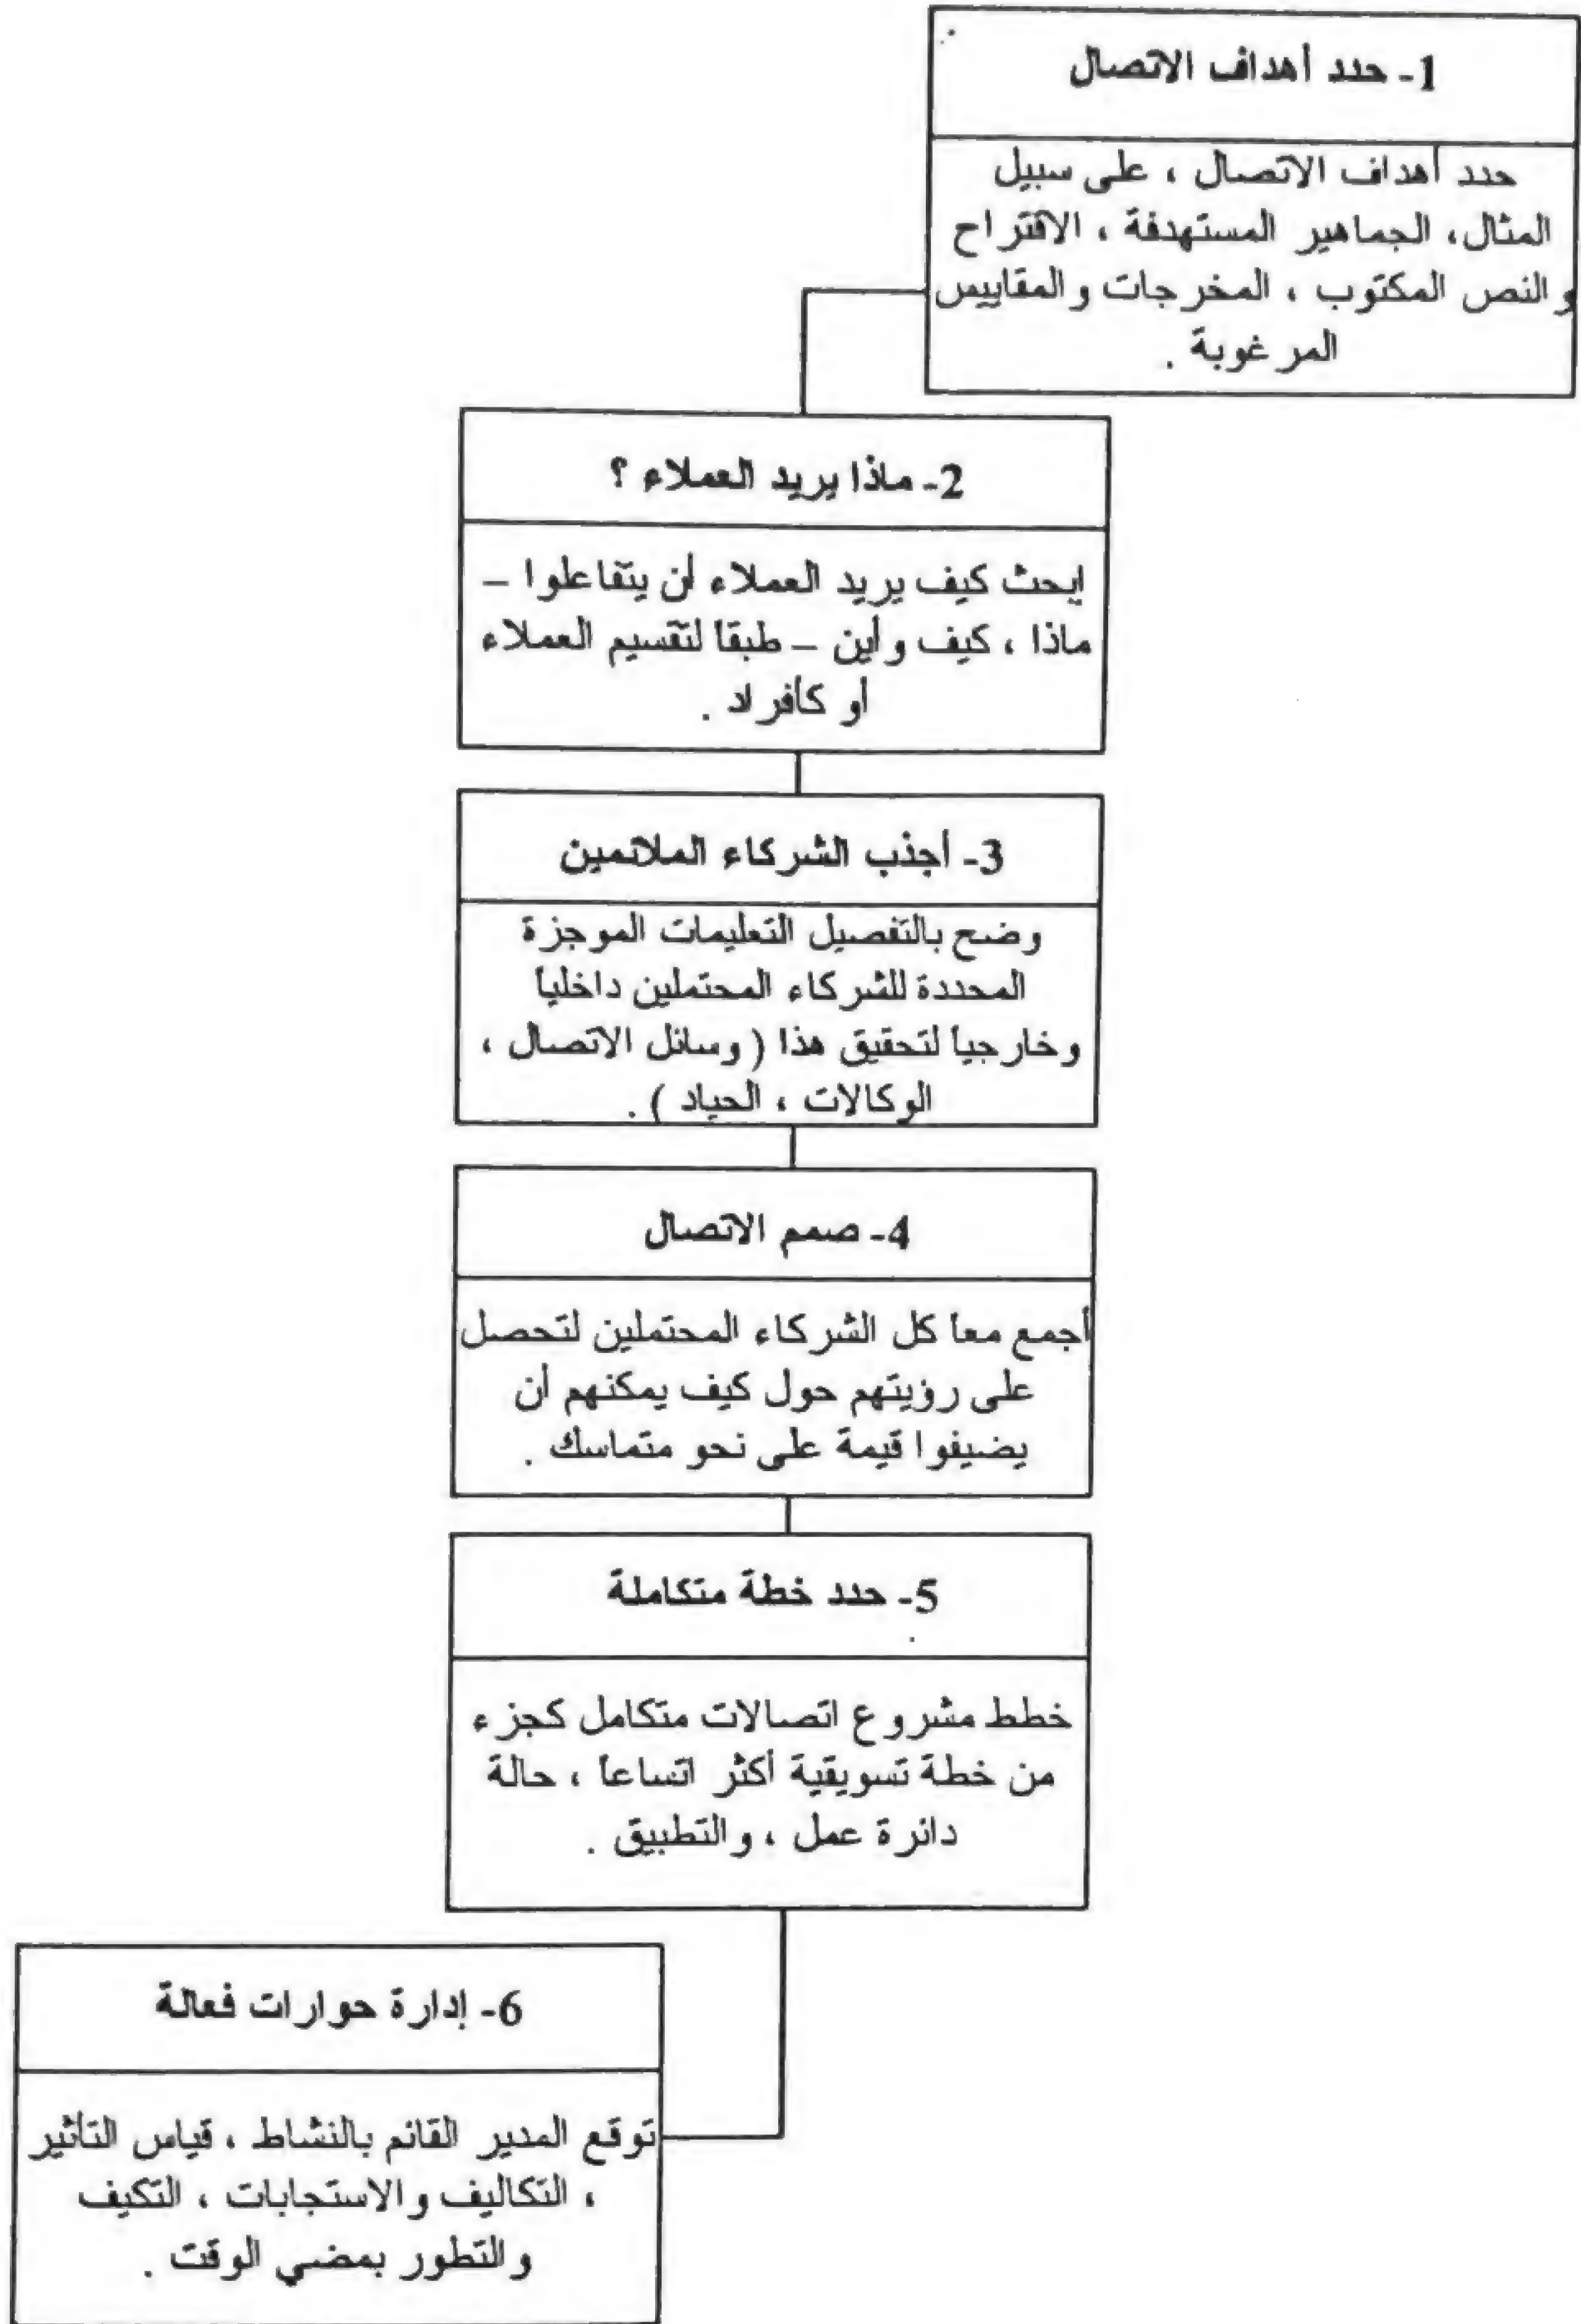 1- حدد أهداف الاتصال
حدد أهداف الاتصال ، على سبيل
المثال، الجماهير المستهدفة ، الاقتراح
والنص المكتوب ، المخرجات والمقاييس
المرغوبة .
2- ماذا يريد العملاء ؟
ابحث كيف يريد العملاء أن يتفاعلوا –
ماذا ، كيف وأين – طبقا لتقسيم العملاء
أو كأفراد .
3- أجذب الشركاء الملائمين
وضح بالتفصيل التعليمات الموجزة
المحددة للشركاء المحتملين داخلياً
وخارجياً لتحقيق هذا ( وسائل الاتصال ،
الوكالات ، الحياد ) .
4- صمم الاتصال
أجمع معا كل الشركاء المحتملين لتحصل
على رؤيتهم حول كيف يمكنهم أن
يضيفوا قيمة على نحو متماسك .
5- حدد خطة متكاملة
خطط مشروع اتصالات متكامل كجزء
من خطة تسويقية أكثر اتساعاً ، حالة
دائرة عمل ، والتطبيق .
6- إدارة حوارات فعالة
توقع المدير القائم بالنشاط ، قياس التأثير
، التكاليف والاستجابات ، التكيف
والتطور بمضي الوقت .